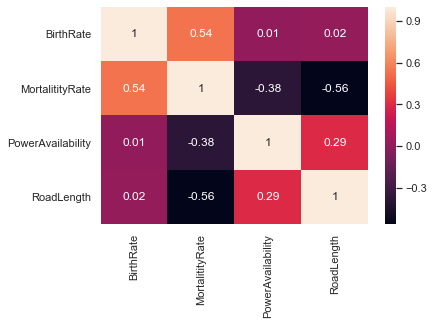 BirthRate 1 0.54 0.01 0.02
MortalitityRate 0.54 1 -0.38 -0.56
PowerAvailability 0.01 -0.38 1 0.29
RoadLength 0.02 -0.56 0.29 1
BirthRate
MortalitityRate
PowerAvailability
RoadLength
0.9
0.6
0.3
0.0
-0.3